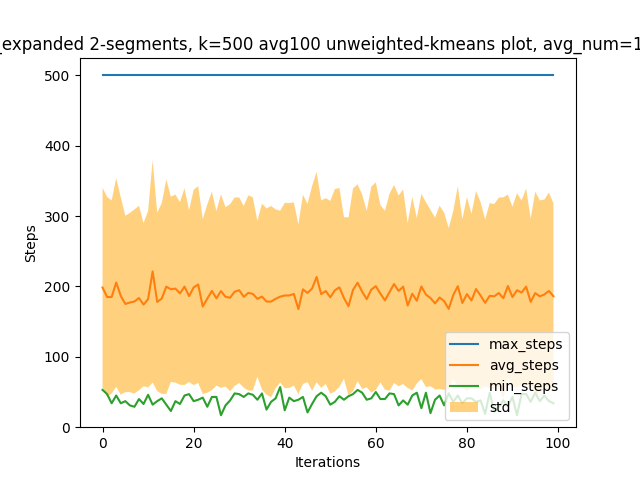 _expanded 2-segments, k=500 avg100 unweighted-kmeans plot, avg_num=1
500
400
300
200
100
0
Steps
max_steps
avg_steps
min_steps
std
0 20 40 60 80 100
Iterations